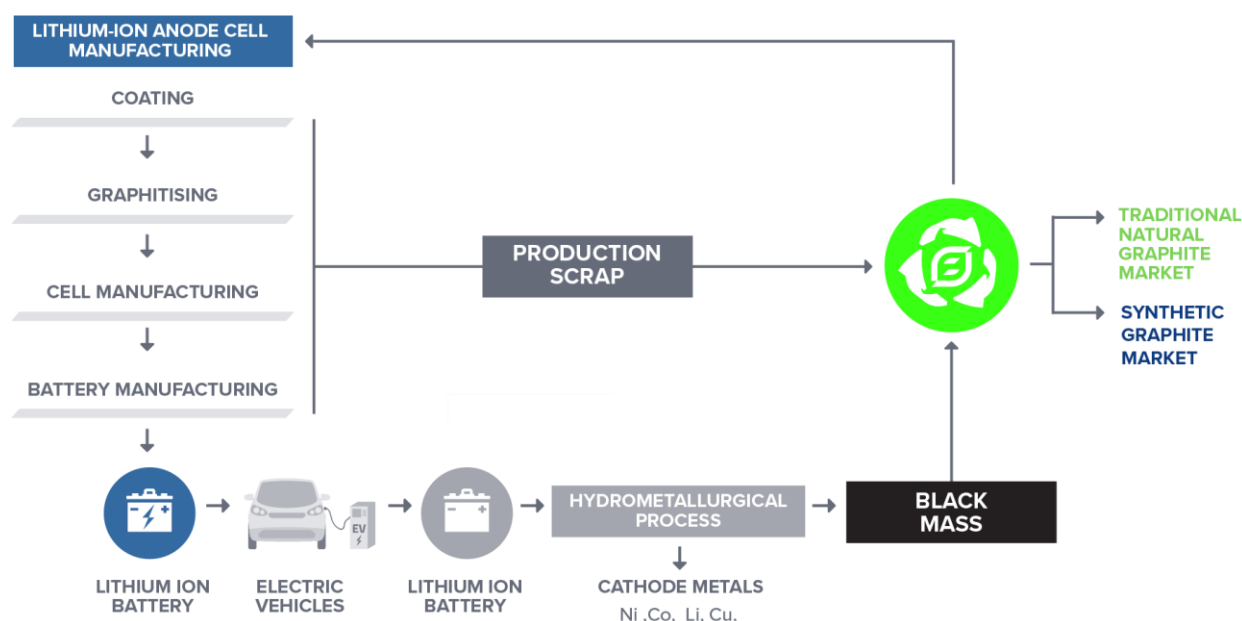 LITHIUM-ION ANODE CELL
MANUFACTURING
COATING
GRAPHITISING
CELL MANUFACTURING
BATTERY MANUFACTURING
PRODUCTION
SCRAP
TRADITIONAL
NATURAL
GRAPHITE
MARKET
SYNTHETIC
GRAPHITE
MARKET
LITHIUM ION
BATTERY
EV
ELECTRIC
VEHICLES
LITHIUM ION
BATTERY
HYDROMETALLURGICAL
PROCESS
CATHODE METALS
Ni ,Co, Li, Cu,
BLACK
MASS